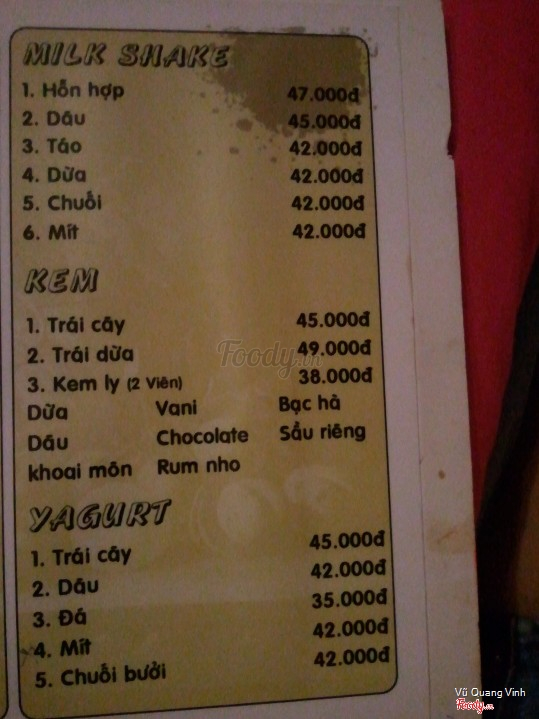 MILK SHAKE
1. Hỗn hợp 47.000đ
2. Dâu 45.000đ
3. Táo 42.000đ
4. Dừa 42.000đ
5. Chuối 42.000đ
6. Mít 42.000đ
KEM
1. Trái cây 45.000đ
2. Trái dừa 49.000đ
3. Kem ly (2 Viên) 38.000đ
Dừa Vani Bạc hà
Dâu Chocolate Sầu riêng
khoai môn Rum nho
YAGURT
1. Trái cây 45.000đ
2. Dâu 42.000đ
3. Đá 35.000đ
4. Mít 42.000đ
5. Chuối bưởi 42.000đ
Foody.vn
Vũ Quang Vinh
Foody.vn